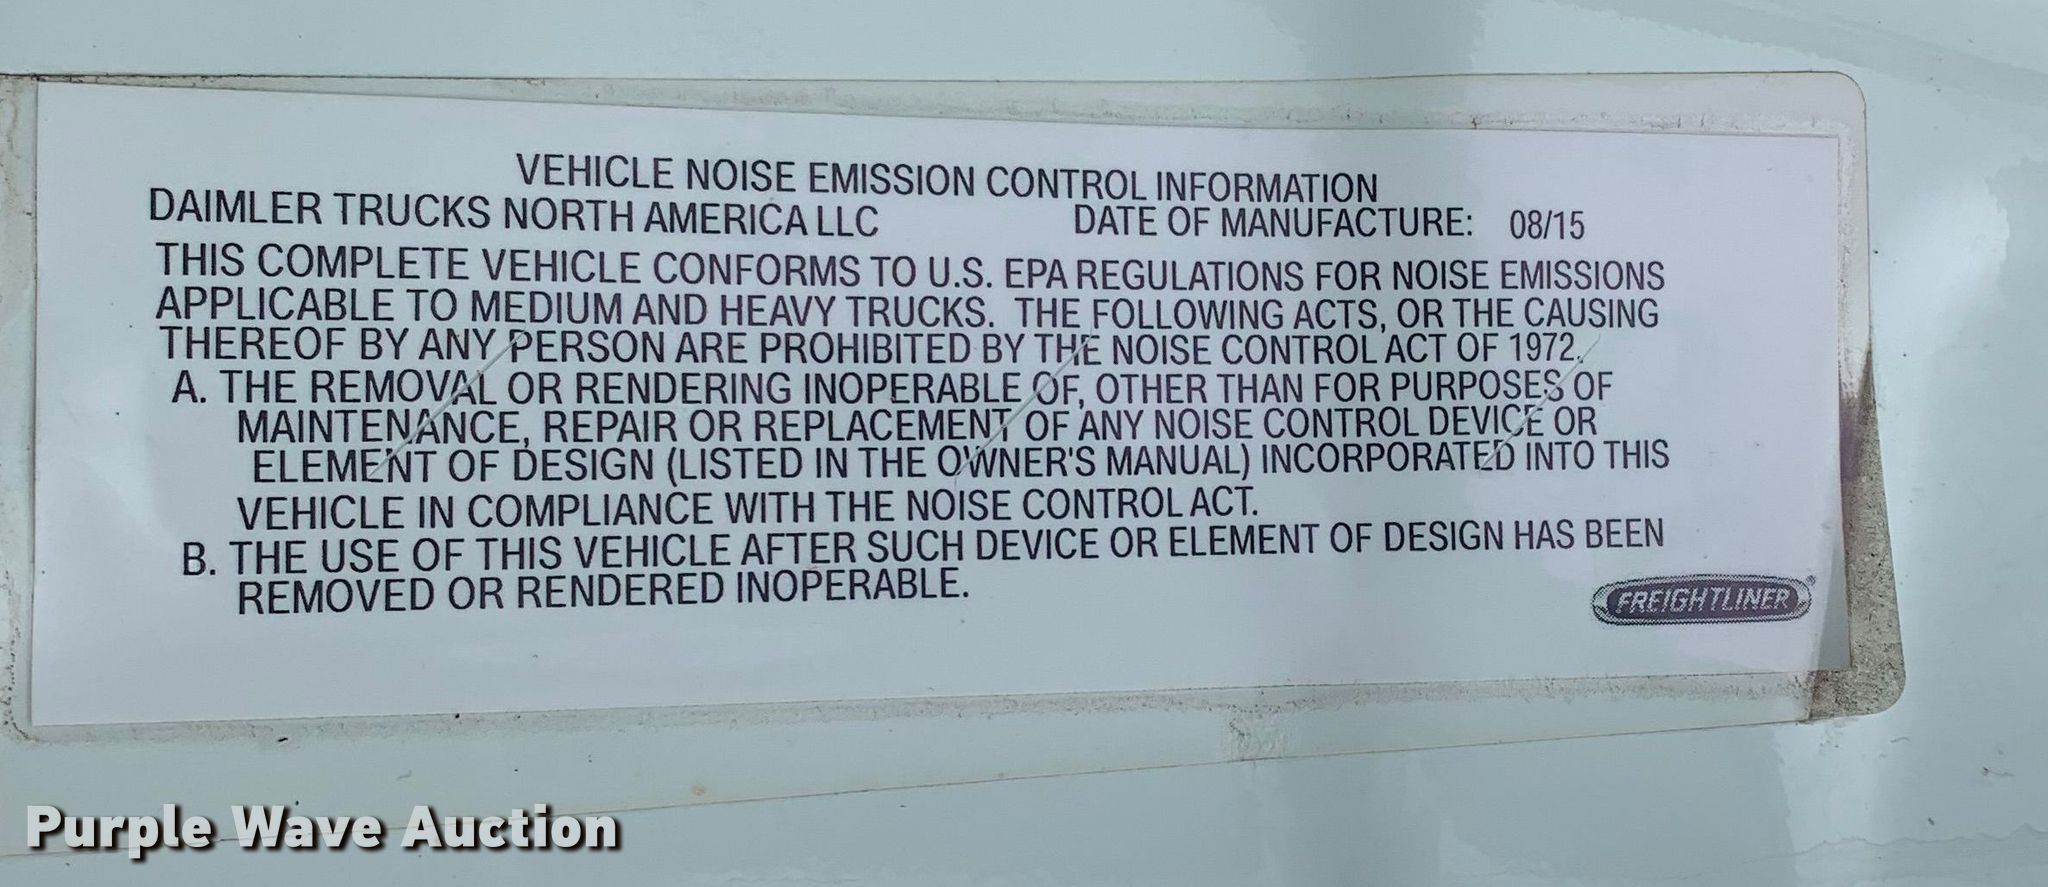 VEHICLE NOISE EMISSION CONTROL INFORMATION
DAIMLER TRUCKS NORTH AMERICA LLC DATE OF MANUFACTURE: 08/15
THIS COMPLETE VEHICLE CONFORMS TO U.S. EPA REGULATIONS FOR NOISE EMISSIONS
APPLICABLE TO MEDIUM AND HEAVY TRUCKS. THE FOLLOWING ACTS, OR THE CAUSING
THEREOF BY ANY PERSON ARE PROHIBITED BY THE NOISE CONTROL ACT OF 1972.
A. THE REMOVAL OR RENDERING INOPERABLE OF, OTHER THAN FOR PURPOSES OF
MAINTENANCE, REPAIR OR REPLACEMENT OF ANY NOISE CONTROL DEVICE OR
ELEMENT OF DESIGN (LISTED IN THE OWNER'S MANUAL) INCORPORATED INTO THIS
VEHICLE IN COMPLIANCE WITH THE NOISE CONTROL ACT.
B. THE USE OF THIS VEHICLE AFTER SUCH DEVICE OR ELEMENT OF DESIGN HAS BEEN
REMOVED OR RENDERED INOPERABLE.
FREIGHTLINER®
Purple Wave Auction